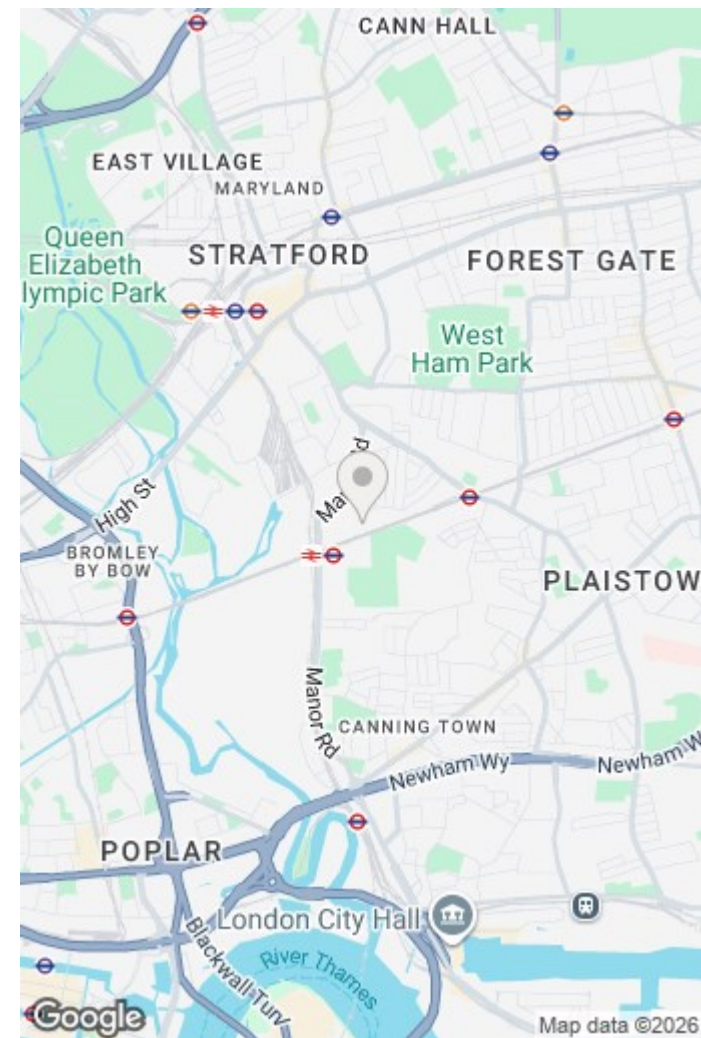 CANN HALL
EAST VILLAGE
MARYLAND
Queen
Elizabeth
lympic Park
STRATFORD
FOREST GATE
West
Ham Park
High St
BROMLEY
BY BOW
PLAISTOW
Manor Rd
CANNING TOWN
Newham Wy
Newham W
POPLAR
London City Hall
Blackwall Tun
River Thames
Google
Map data ©2026